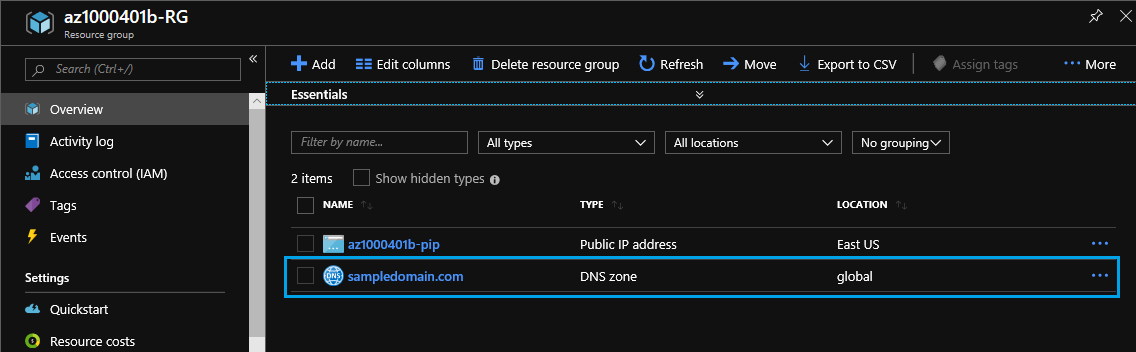 az1000401b-RG
Resource group
Search (Ctrl+/)
«
Overview
Activity log
Access control (IAM)
Tags
Events
Settings
Quickstart
Resource costs
Add Edit columns Delete resource group Refresh Move Export to CSV Assign tags ··· More
Essentials
Filter by name... All types All locations No grouping
2 items Show hidden types
NAME TYPE LOCATION
az1000401b-pip Public IP address East US ···
DNS sampledomain.com DNS zone global ···